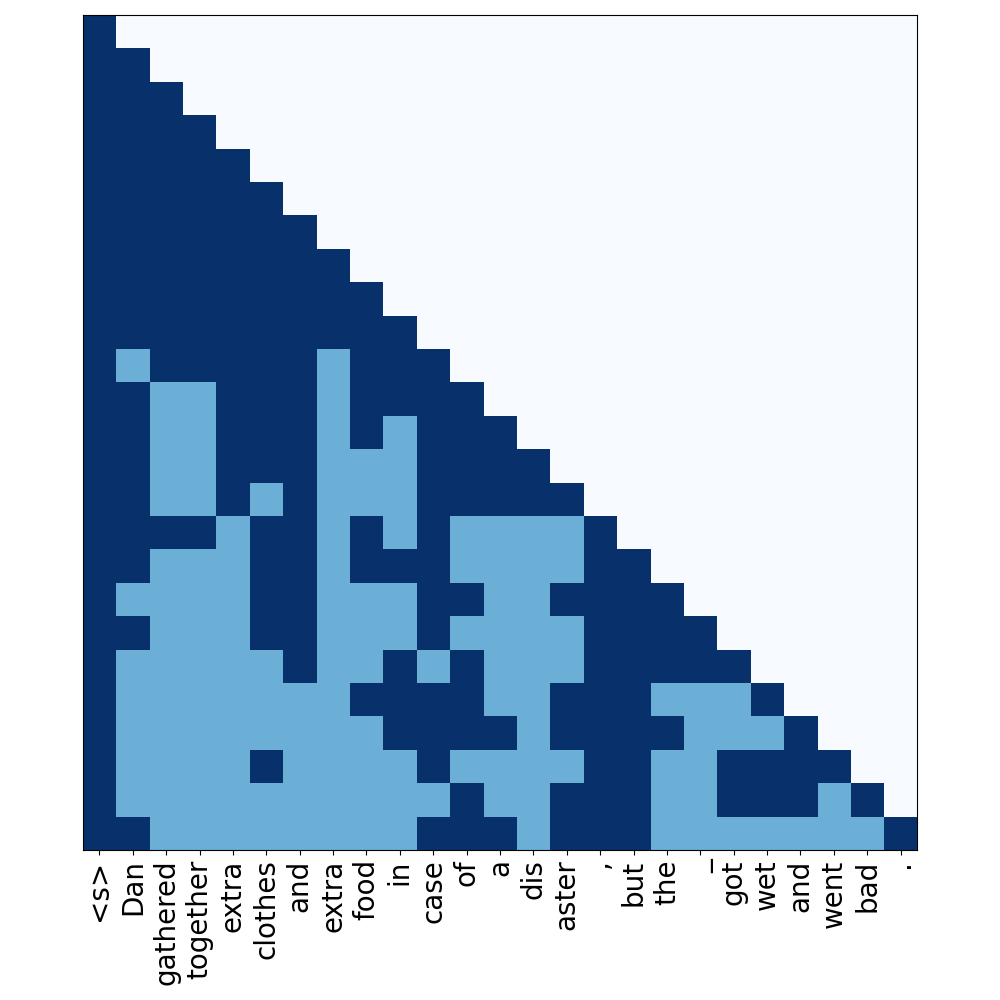 <s> Dan gathered together extra clothes and extra food in case of a dis aster , but the _ got wet and went bad .